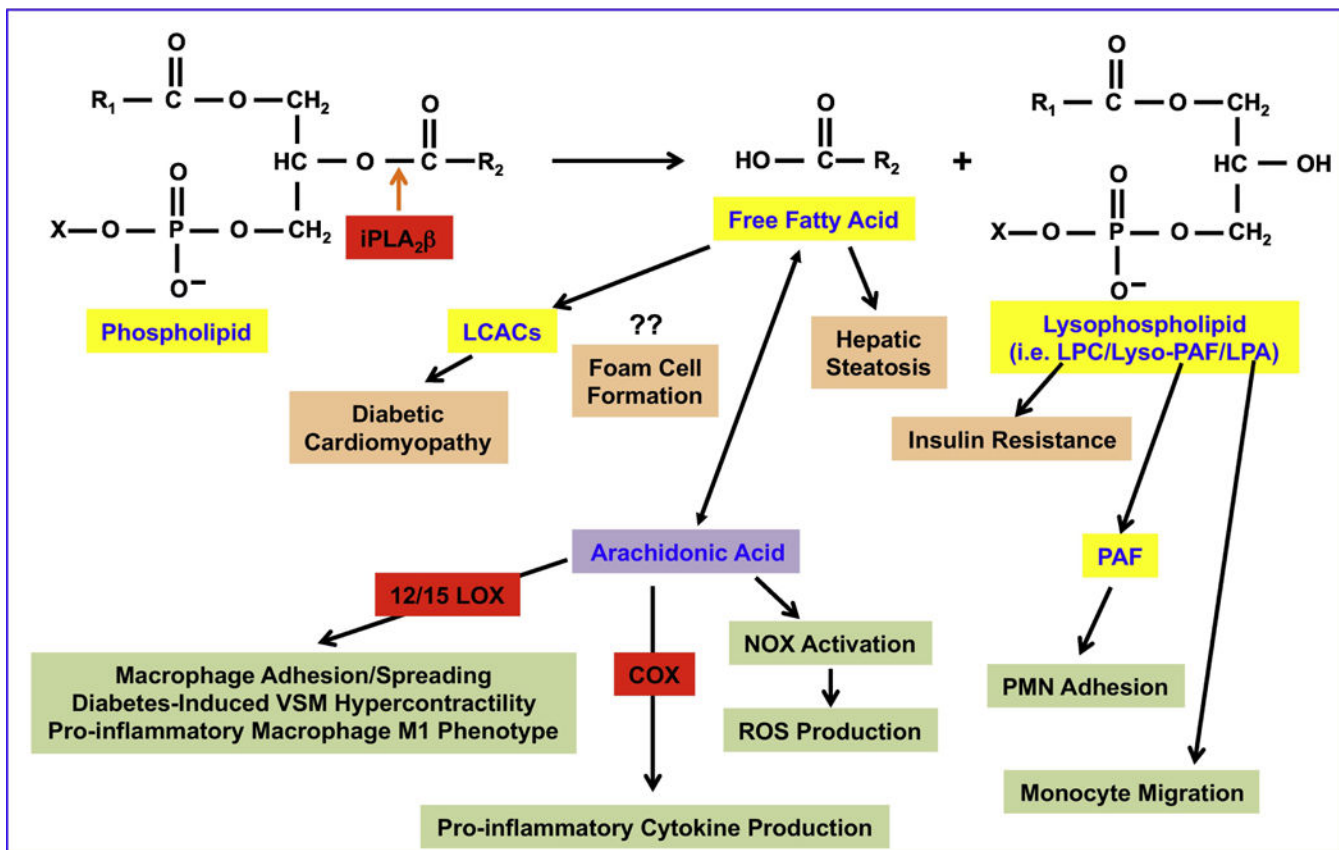 O
O
R₁
C
O
CH₂
O
HC
O
C
R₂
O
X
O
P
O
CH₂
O⁻
iPLA₂β
Phospholipid
O
HO
C
R₂
+
Free Fatty Acid
O
R₁
C
O
CH₂
HC
OH
O
X
O
P
O
CH₂
O⁻
Lysophospholipid
(i.e. LPC/Lyso-PAF/LPA)
LCACs
??
Foam Cell
Formation
Hepatic
Steatosis
Diabetic
Cardiomyopathy
Insulin Resistance
Arachidonic Acid
PAF
12/15 LOX
COX
NOX Activation
ROS Production
Macrophage Adhesion/Spreading
Diabetes-Induced VSM Hypercontractility
Pro-inflammatory Macrophage M1 Phenotype
PMN Adhesion
Monocyte Migration
Pro-inflammatory Cytokine Production